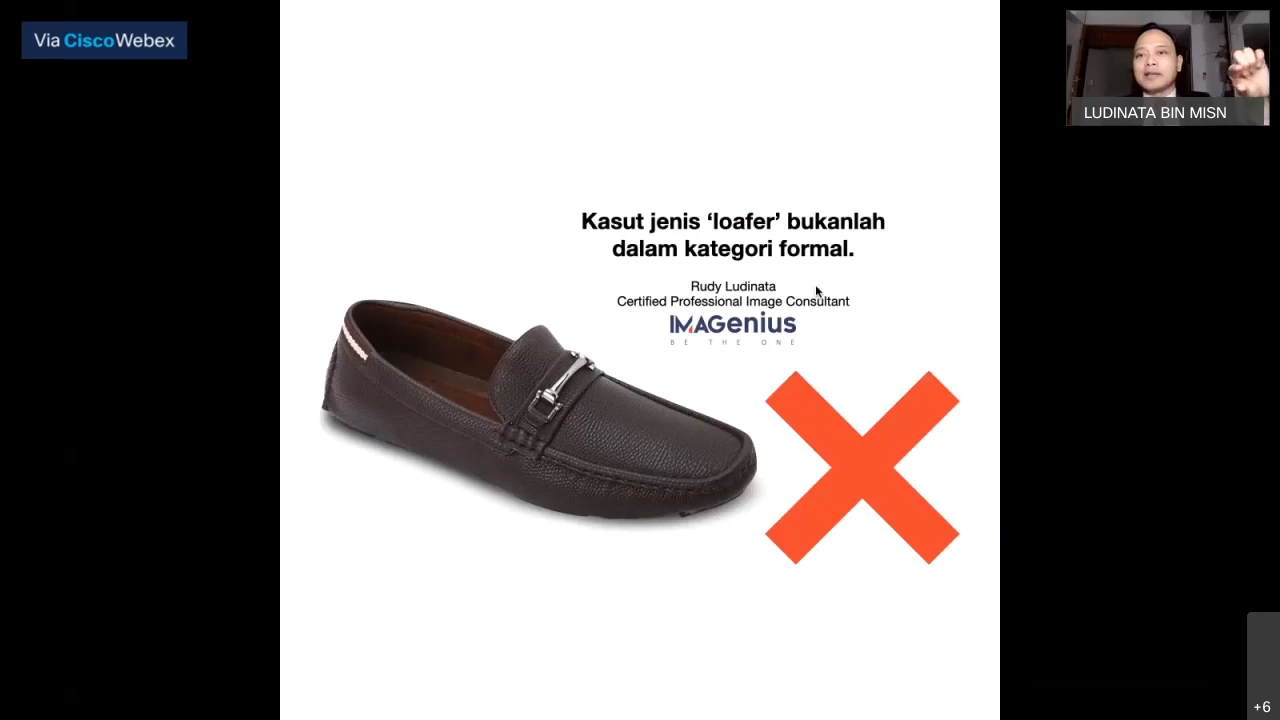 Via Cisco Webex
LUDINATA BIN MISN
Kasut jenis ‘loafer’ bukanlah
dalam kategori formal.
Rudy Ludinata
Certified Professional Image Consultant
IMAGenius
BE THE ONE
+6